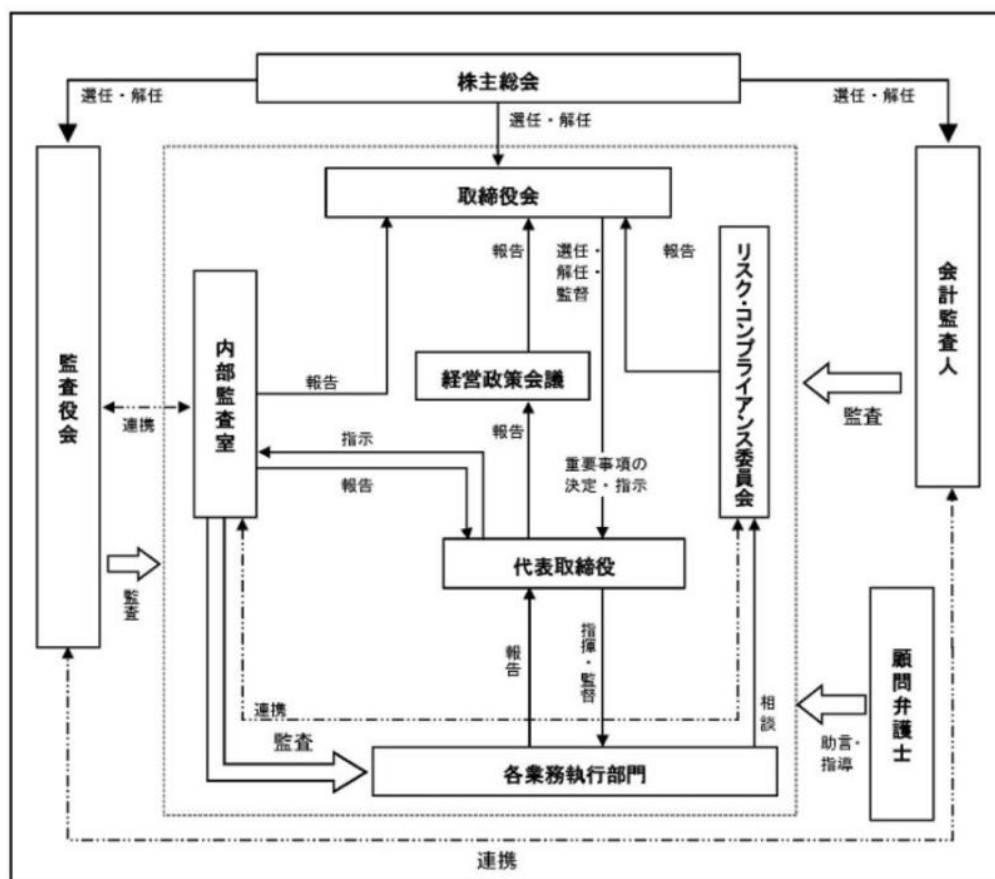 株主総会
選任・解任
選任・解任
選任・解任
取締役会
報告
選任・
解任・
監督
報告
リスク・コンプライアンス委員会
会計監査人
監査役会
内部監査室
報告
経営政策会議
監査
連携
指示
報告
報告
重要事項の
決定・指示
代表取締役
監査
報告
指揮・監督
相談
顧問弁護士
連携
監査
助言・
指導
各業務執行部門
連携